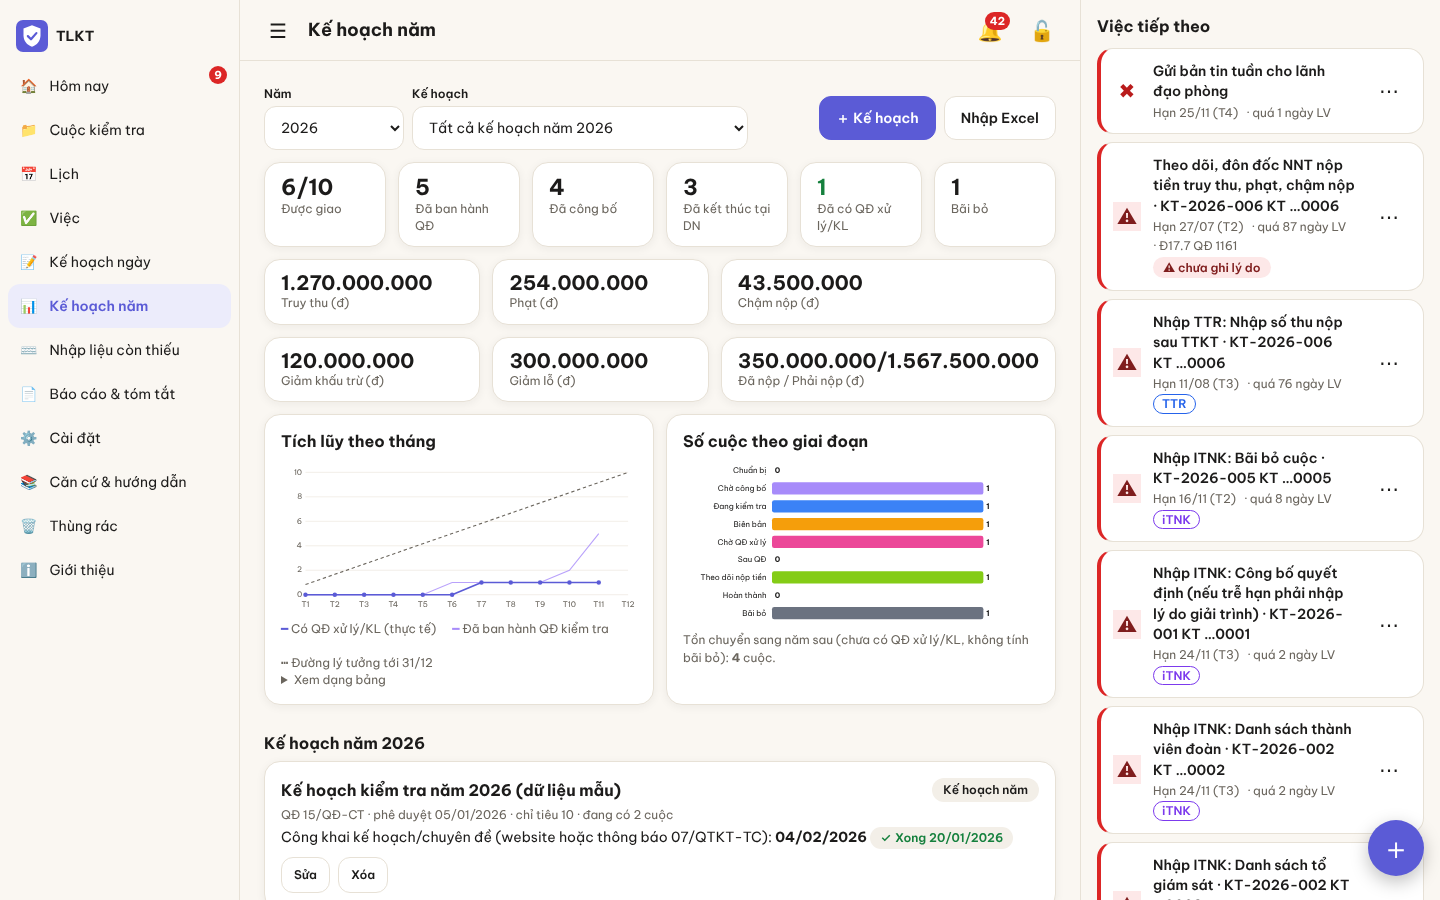 TLKT
Hôm nay
9
Cuộc kiểm tra
Lịch
Việc
Kế hoạch ngày
Kế hoạch năm
Nhập liệu còn thiếu
Báo cáo & tóm tắt
Cài đặt
Căn cứ & hướng dẫn
Thùng rác
Giới thiệu
☰ Kế hoạch năm
42
Năm
2026
Kế hoạch
Tất cả kế hoạch năm 2026
+ Kế hoạch
Nhập Excel
6/10
Được giao
5
Đã ban hành
QĐ
4
Đã công bố
3
Đã kết thúc tại
DN
1
Đã có QĐ xử
lý/KL
1
Bãi bỏ
1.270.000.000
Truy thu (đ)
254.000.000
Phạt (đ)
43.500.000
Chậm nộp (đ)
120.000.000
Giảm khấu trừ (đ)
300.000.000
Giảm lỗ (đ)
350.000.000/1.567.500.000
Đã nộp / Phải nộp (đ)
Tích lũy theo tháng
10
8
6
4
2
0
T1 T2 T3 T4 T5 T6 T7 T8 T9 T10 T11 T12
Có QĐ xử lý/KL (thực tế) Đã ban hành QĐ kiểm tra
Đường lý tưởng tới 31/12
▶ Xem dạng bảng
Số cuộc theo giai đoạn
Chuẩn bị 0
Chờ công bố 1
Đang kiểm tra 1
Biên bản 1
Chờ QĐ xử lý 1
Sau QĐ 0
Theo dõi nộp tiền 1
Hoàn thành 0
Bãi bỏ 1
Tồn chuyển sang năm sau (chưa có QĐ xử lý/KL, không tính
bãi bỏ): 4 cuộc.
Kế hoạch năm 2026
Kế hoạch kiểm tra năm 2026 (dữ liệu mẫu)
Kế hoạch năm
QĐ 15/QĐ-CT · phê duyệt 05/01/2026 · chỉ tiêu 10 · đang có 2 cuộc
Công khai kế hoạch/chuyên đề (website hoặc thông báo 07/QTKT-TC): 04/02/2026 ✓ Xong 20/01/2026
Sửa
Xóa
Việc tiếp theo
Gửi bản tin tuần cho lãnh
đạo phòng
Hạn 25/11 (T4) · quá 1 ngày LV
...
Theo dõi, đôn đốc NNT nộp
tiền truy thu, phạt, chậm nộp
· KT-2026-006 KT ...0006
Hạn 27/07 (T2) · quá 87 ngày LV
· Đ17.7 QĐ 1161
⚠ chưa ghi lý do
...
Nhập TTR: Nhập số thu nộp
sau TTKT · KT-2026-006
KT ...0006
Hạn 11/08 (T3) · quá 76 ngày LV
TTR
...
Nhập ITNK: Bãi bỏ cuộc ·
KT-2026-005 KT ...0005
Hạn 16/11 (T2) · quá 8 ngày LV
iTNK
...
Nhập ITNK: Công bố quyết
định (nếu trễ hạn phải nhập
lý do giải trình) · KT-2026-
001 KT ...0001
Hạn 24/11 (T3) · quá 2 ngày LV
iTNK
...
Nhập ITNK: Danh sách thành
viên đoàn · KT-2026-002
KT ...0002
Hạn 24/11 (T3) · quá 2 ngày LV
iTNK
...
Nhập ITNK: Danh sách tổ
giám sát · KT-2026-002 KT
+